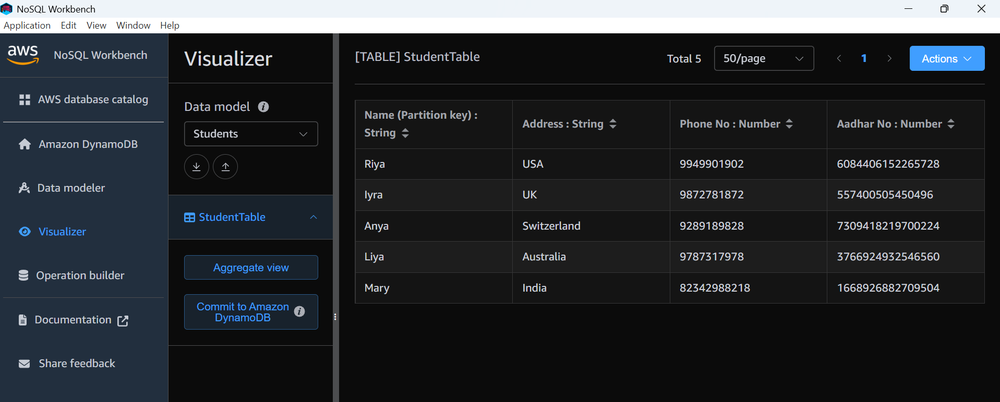 NoSQL Workbench
Application Edit View Window Help
aws NoSQL Workbench
AWS database catalog
Amazon DynamoDB
Data modeler
Visualizer
Operation builder
Documentation
Share feedback
Visualizer
Data model
Students
StudentTable
Aggregate view
Commit to Amazon
DynamoDB
[TABLE] StudentTable
Total 5 50/page 1 Actions
Name (Partition key) :
String
Address : String Phone No : Number Aadhar No : Number
Riya USA 9949901902 6084406152265728
Iyra UK 9872781872 557400505450496
Anya Switzerland 9289189828 7309418219700224
Liya Australia 9787317978 3766924932546560
Mary India 82342988218 1668926882709504